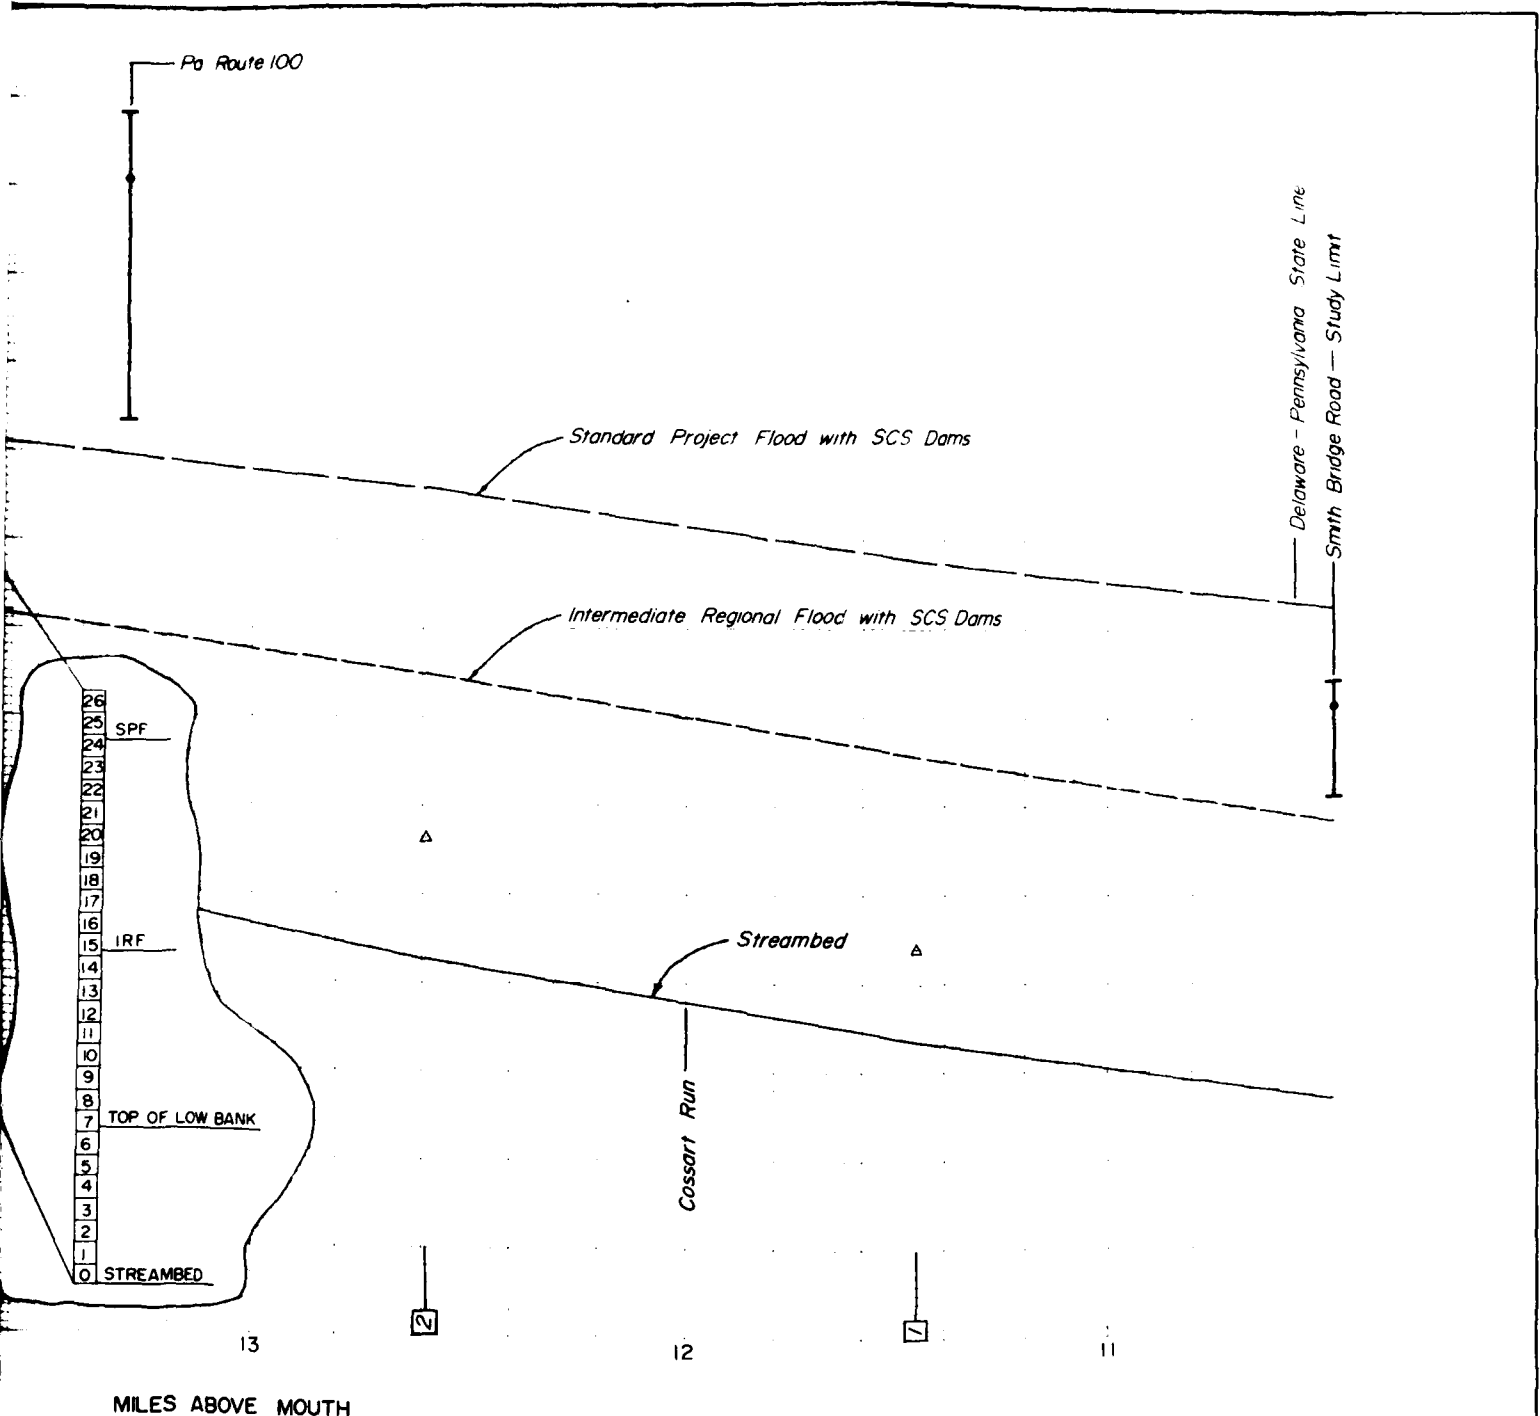 Pa Route 100
Delaware - Pennsylvania State Line
Smith Bridge Road — Study Limit
Standard Project Flood with SCS Dams
Intermediate Regional Flood with SCS Dams
26
25
SPF
24
23
22
21
20
19
18
17
16
IRF
15
14
13
12
11
10
9
8
TOP OF LOW BANK
7
6
5
4
3
2
1
STREAMBED
0
Streambed
Cossart Run
2
1
13
12
11
MILES ABOVE MOUTH